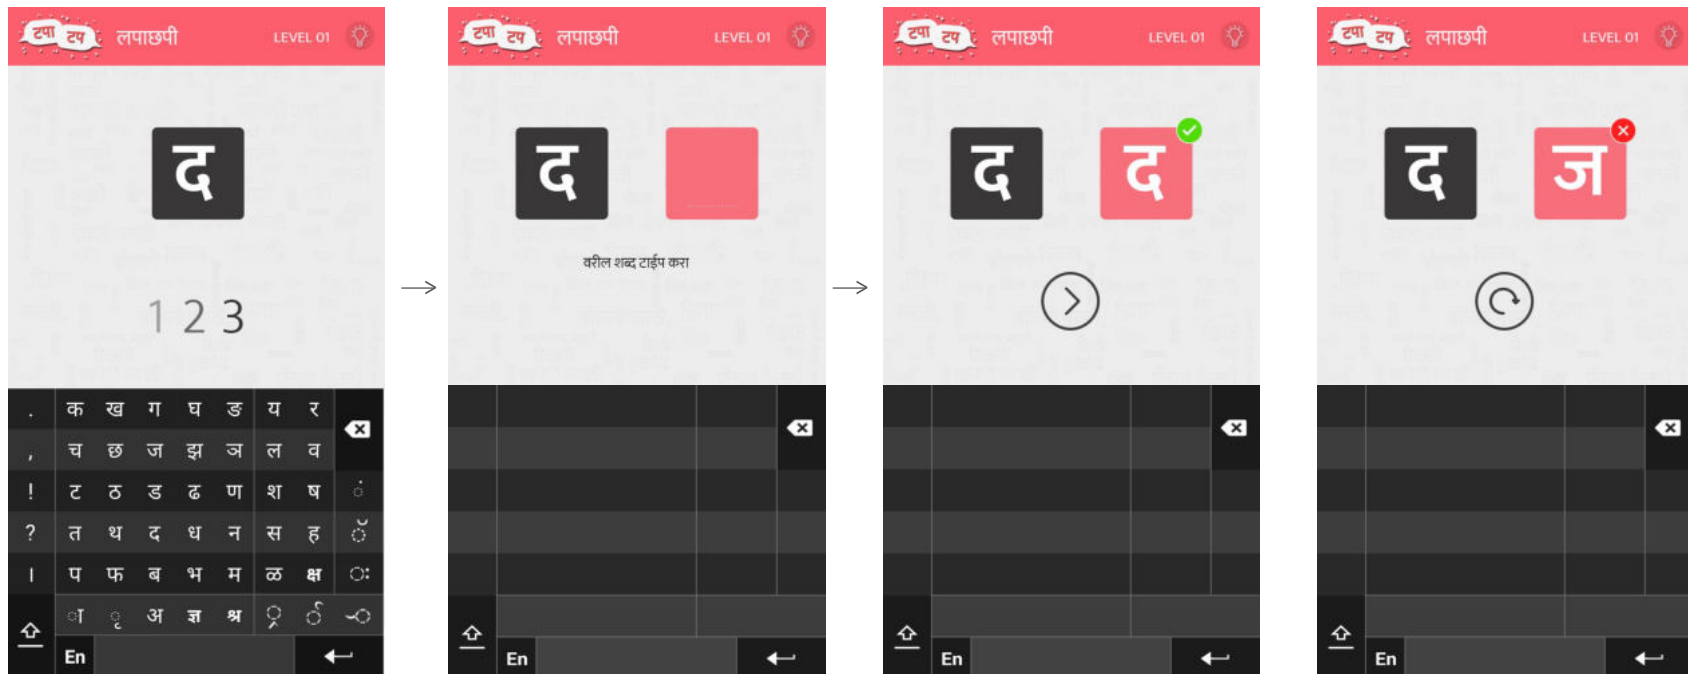 टपा टप लपाछपी LEVEL 01
द
1 2 3
. क ख ग घ ङ य र
, च छ ज झ ञ ल व
! ट ठ ड ढ ण श ष ं
? त थ द ध न स ह ॅ
। प फ ब भ म ळ क्ष ः
ा ृ अ ज्ञ श्र ्र र्
En
टपा टप लपाछपी LEVEL 01
द
वरील शब्द टाईप करा
En
टपा टप लपाछपी LEVEL 01
द द
En
टपा टप लपाछपी LEVEL 01
द ज
En